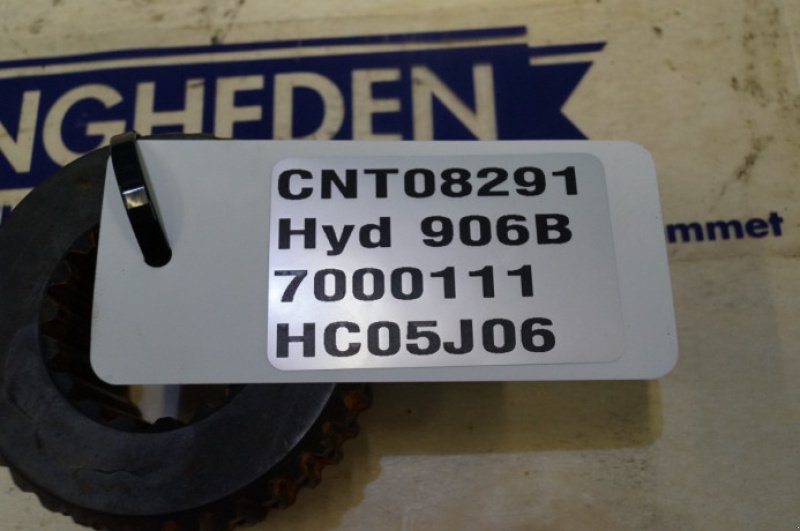 NGHEDEN
CNT08291
Hyd 906B
7000111
HC05J06
mmet